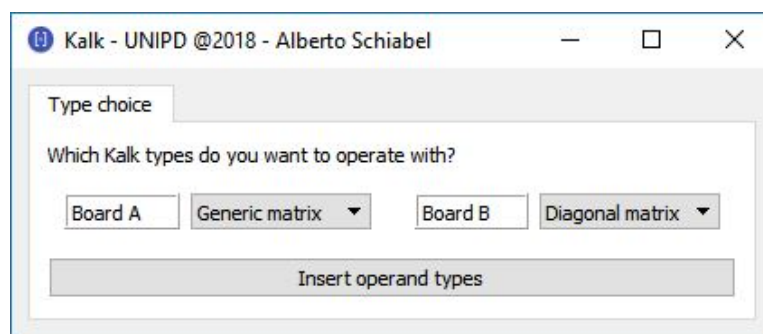 Kalk - UNIPD @2018 - Alberto Schiabel
Type choice
Which Kalk types do you want to operate with?
Board A Generic matrix Board B Diagonal matrix
Insert operand types